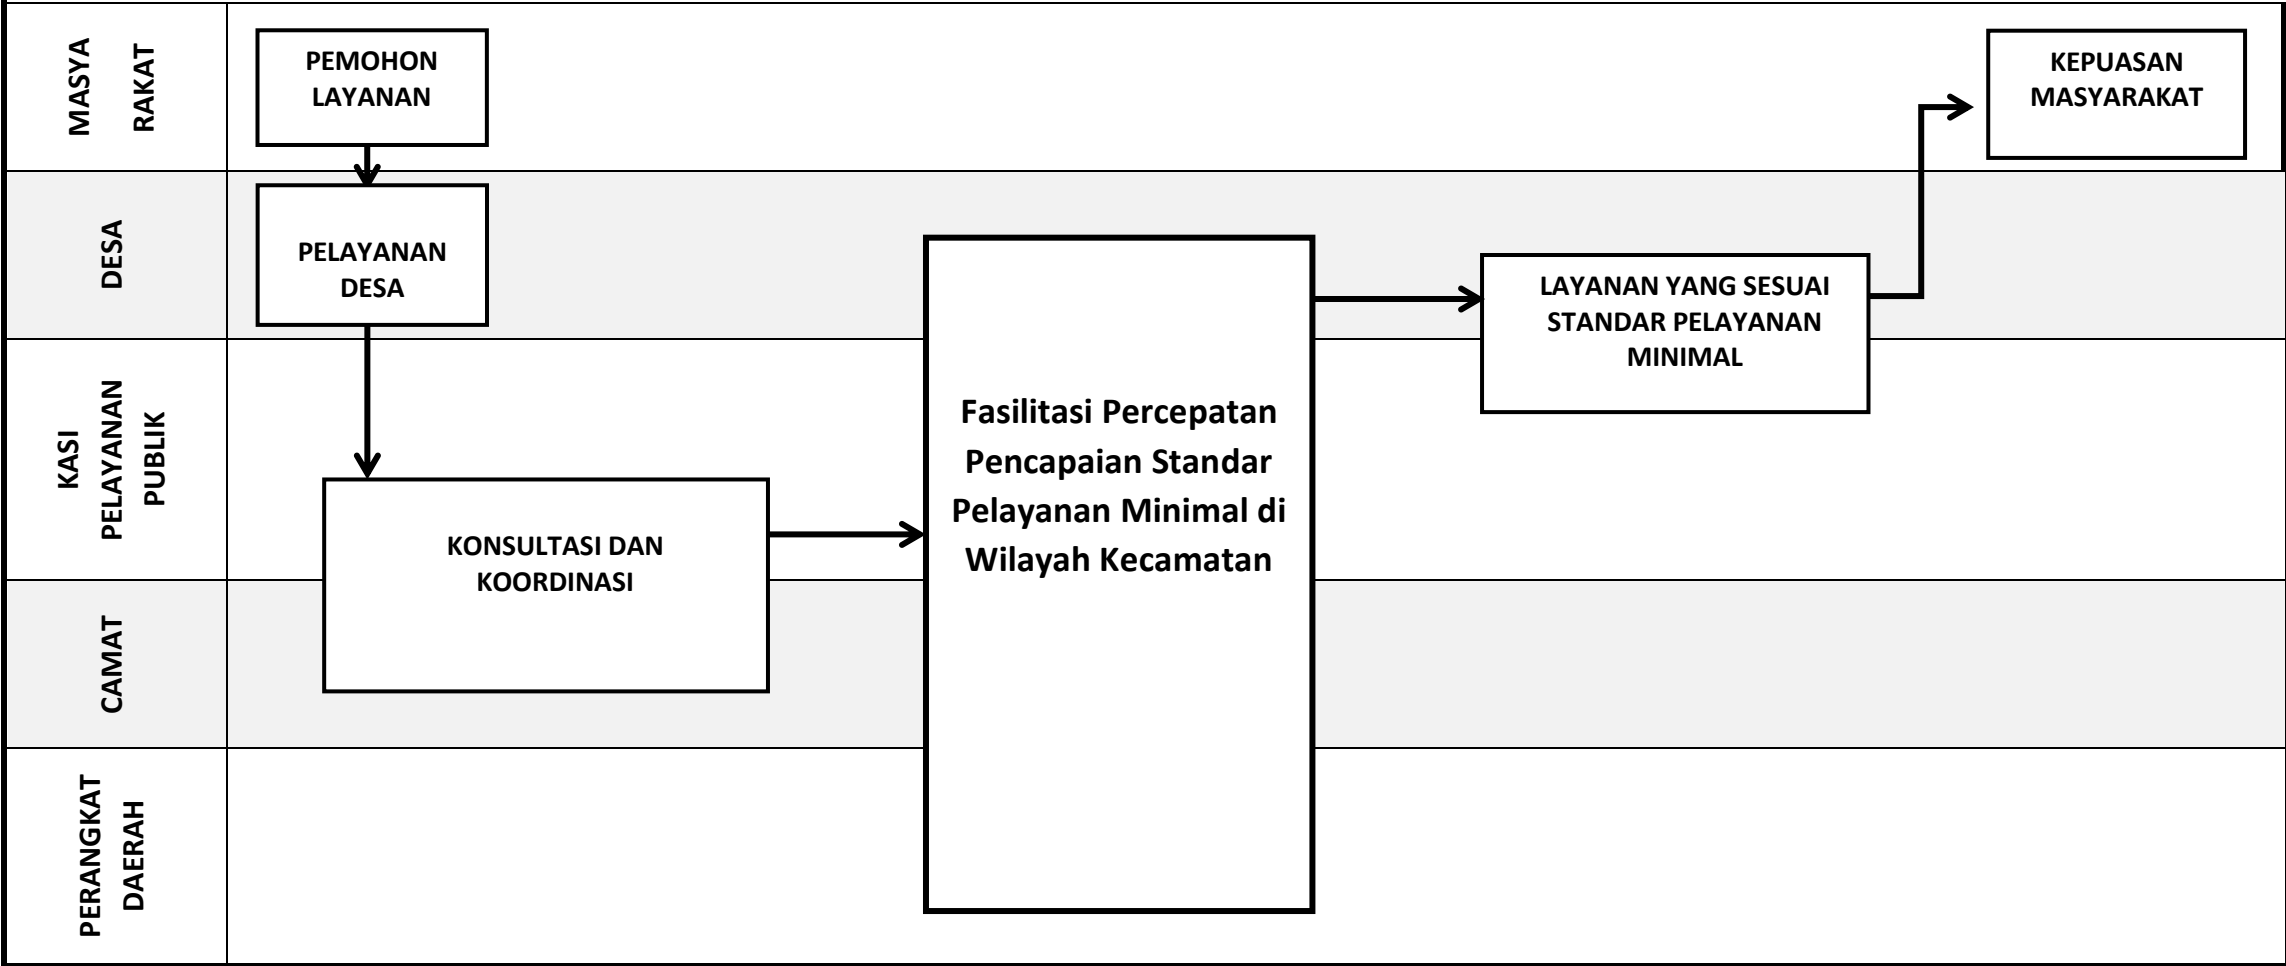 MASYA
RAKAT
PEMOHON
LAYANAN
KEPUASAN
MASYARAKAT
DESA
PELAYANAN
DESA
LAYANAN YANG SESUAI
STANDAR PELAYANAN
MINIMAL
KASI
PELAYANAN
PUBLIK
KONSULTASI DAN
KOORDINASI
Fasilitasi Percepatan
Pencapaian Standar
Pelayanan Minimal di
Wilayah Kecamatan
CAMAT
PERANGKAT
DAERAH